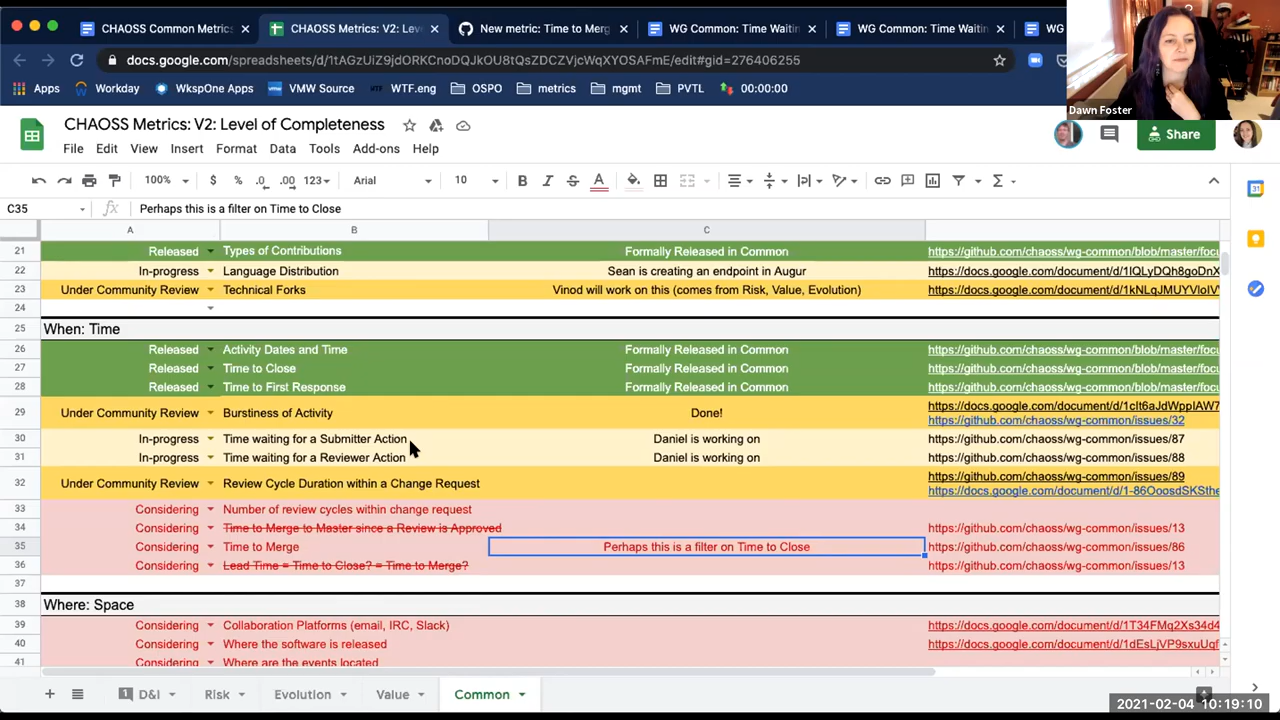 CHAOSS Common Metrics:
CHAOSS Metrics: V2: Leve
New metric: Time to Merg
WG Common: Time Waitin
WG Common: Time Waitin
WG
docs.google.com/spreadsheets/d/1tAGzUiZ9jdORKCnoDQJkOU8tQsZDCZVjcWqXYOSAFmE/edit#gid=276406255
Apps
Workday
WkspOne Apps
VMW Source
WTF.eng
OSPO
metrics
mgmt
PVTL
00:00:00
Dawn Foster
CHAOSS Metrics: V2: Level of Completeness
File Edit View Insert Format Data Tools Add-ons Help
Share
100% $ % .0 .00 123 Arial 10 B I S A
C35 fx Perhaps this is a filter on Time to Close
A B C
21 Released Types of Contributions Formally Released in Common https://github.com/chaoss/wg-common/blob/master/focu
22 In-progress Language Distribution Sean is creating an endpoint in Augur https://docs.google.com/document/d/1lQLyDQh8goDnX
23 Under Community Review Technical Forks Vinod will work on this (comes from Risk, Value, Evolution) https://docs.google.com/document/d/1kNLqJMUYVloIV
24
25 When: Time
26 Released Activity Dates and Time Formally Released in Common https://github.com/chaoss/wg-common/blob/master/focu
27 Released Time to Close Formally Released in Common https://github.com/chaoss/wg-common/blob/master/focu
28 Released Time to First Response Formally Released in Common https://github.com/chaoss/wg-common/blob/master/focu
29 Under Community Review Burstiness of Activity Done! https://docs.google.com/document/d/1clt6aJdWppIAW7
https://github.com/chaoss/wg-common/issues/32
30 In-progress Time waiting for a Submitter Action Daniel is working on https://github.com/chaoss/wg-common/issues/87
31 In-progress Time waiting for a Reviewer Action Daniel is working on https://github.com/chaoss/wg-common/issues/88
32 Under Community Review Review Cycle Duration within a Change Request https://github.com/chaoss/wg-common/issues/89
https://docs.google.com/document/d/1-86OoosdSKSthe
33 Considering Number of review cycles within change request
34 Considering Time to Merge to Master since a Review is Approved https://github.com/chaoss/wg-common/issues/13
35 Considering Time to Merge Perhaps this is a filter on Time to Close https://github.com/chaoss/wg-common/issues/86
36 Considering Lead Time = Time to Close? = Time to Merge? https://github.com/chaoss/wg-common/issues/13
37
38 Where: Space
39 Considering Collaboration Platforms (email, IRC, Slack) https://docs.google.com/document/d/1T34FMq2Xs34d4
40 Considering Where the software is released https://docs.google.com/document/d/1dEsLjVP9sxuUqf
41 Considering Where are the events located
1 D&I Risk Evolution Value Common
2021-02-04 10:19:10